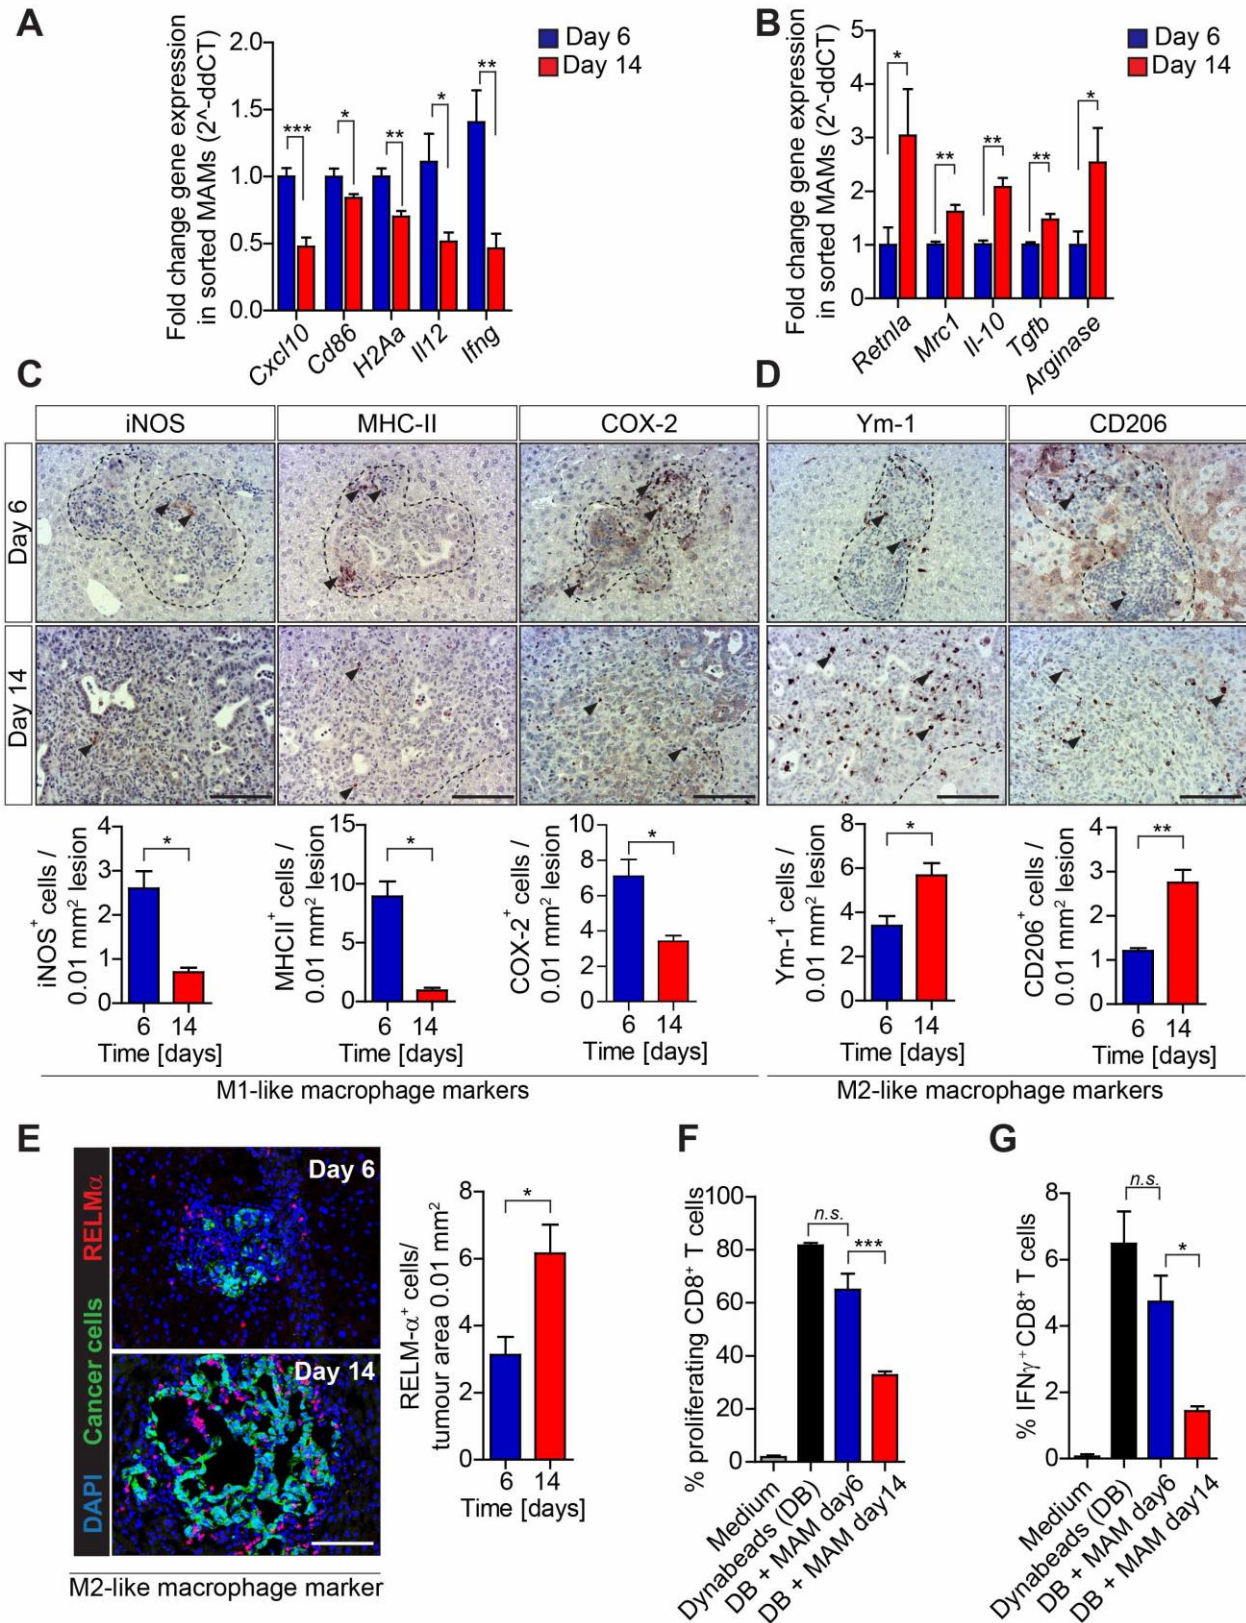 A
Fold change gene expression
in sorted MAMs (2^-ddCT)
2.0
1.5
1.0
0.5
0.0
***
*
**
*
**
Day 6
Day 14
Cxcl10
Cd86
H2Aa
Il12
Ifng
B
Fold change gene expression
in sorted MAMs (2^-ddCT)
5
4
3
2
1
0
*
**
**
**
*
Day 6
Day 14
Retnla
Mrc1
Il-10
Tgfb
Arginase
C
D
iNOS
MHC-II
COX-2
Ym-1
CD206
Day 6
Day 14
iNOS+ cells /
0.01 mm² lesion
4
3
2
1
0
*
6 14
Time [days]
MHCII+ cells /
0.01 mm² lesion
15
10
5
0
*
6 14
Time [days]
COX-2+ cells /
0.01 mm² lesion
10
8
6
4
2
0
*
6 14
Time [days]
Ym-1+ cells /
0.01 mm² lesion
8
6
4
2
0
*
6 14
Time [days]
CD206+ cells /
0.01 mm² lesion
4
3
2
1
0
**
6 14
Time [days]
M1-like macrophage markers
M2-like macrophage markers
E
DAPI Cancer cells RELMα
Day 6
Day 14
M2-like macrophage marker
RELM-α+ cells/
tumour area 0.01 mm²
8
6
4
2
0
*
6 14
Time [days]
F
% proliferating CD8+ T cells
100
80
60
40
20
0
n.s.
***
Medium
Dynabeads (DB)
DB + MAM day6
DB + MAM day14
G
% IFNγ+ CD8+ T cells
8
6
4
2
0
n.s.
*
Medium
Dynabeads (DB)
DB + MAM day6
DB + MAM day14